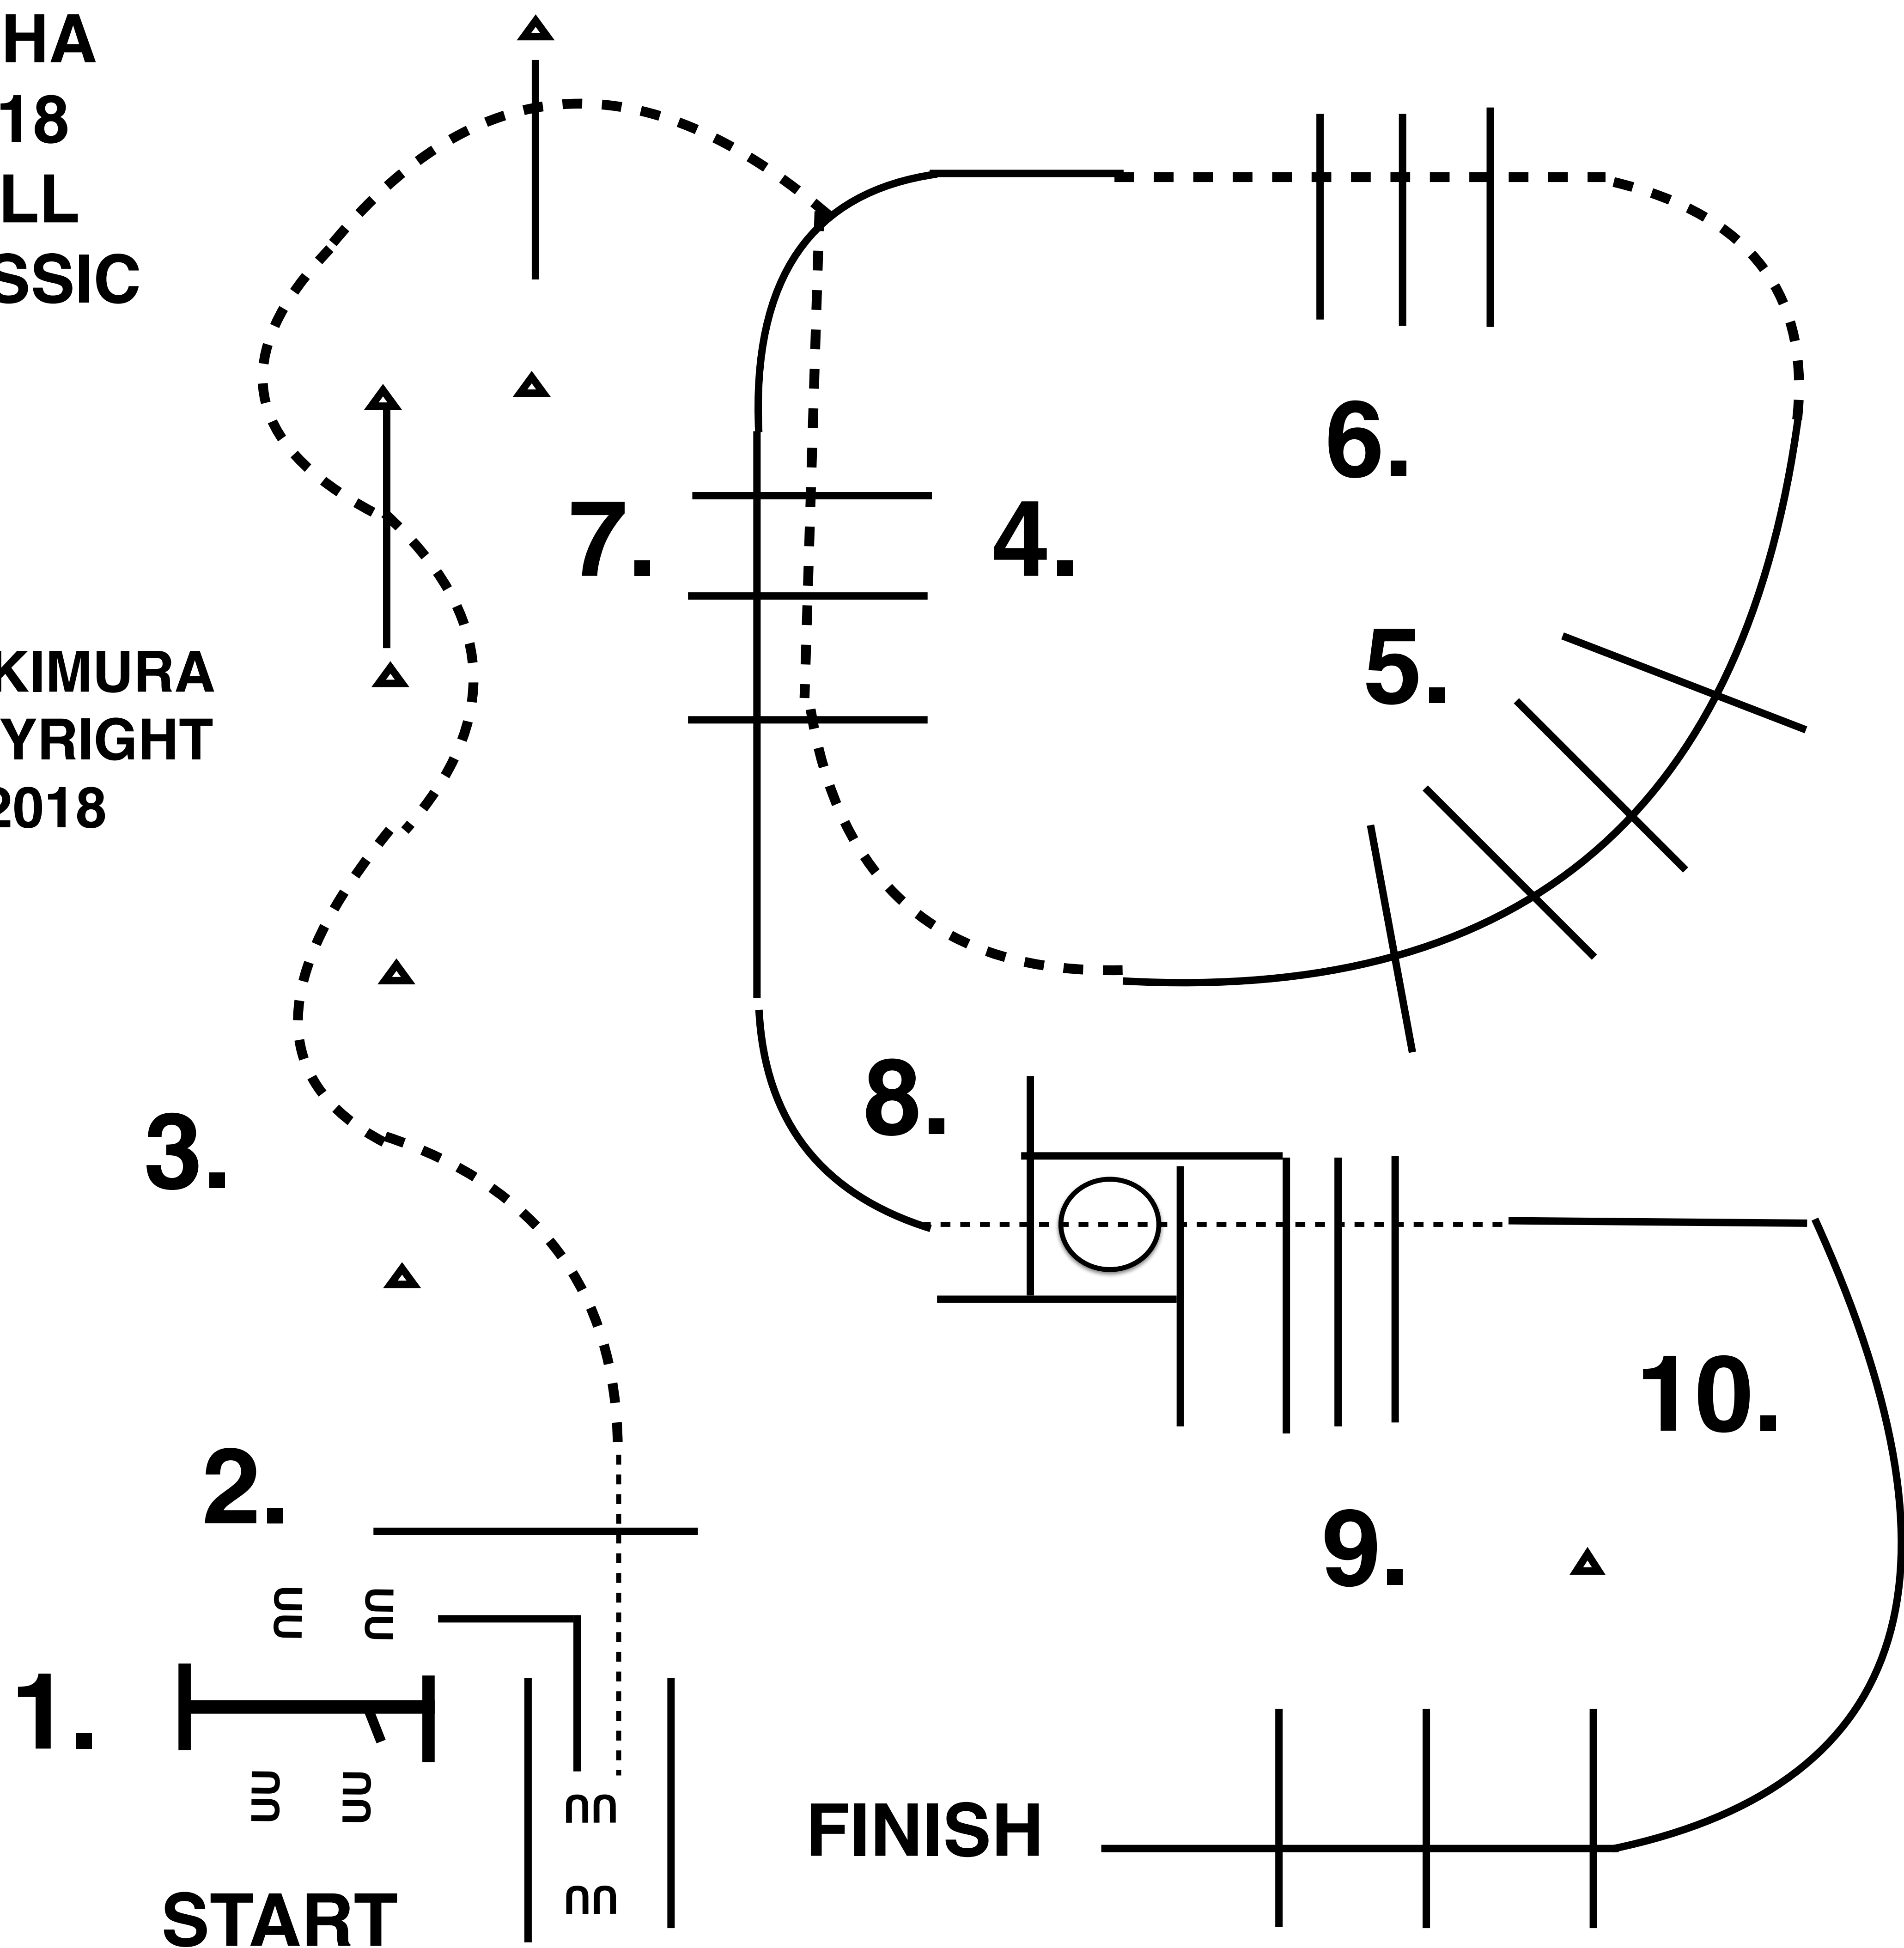 HA
18
LL
SSIC
6.
7.
4.
5.
KIMURA
YRIGHT
2018
8.
3.
10.
2.
9.
1.
FINISH
START